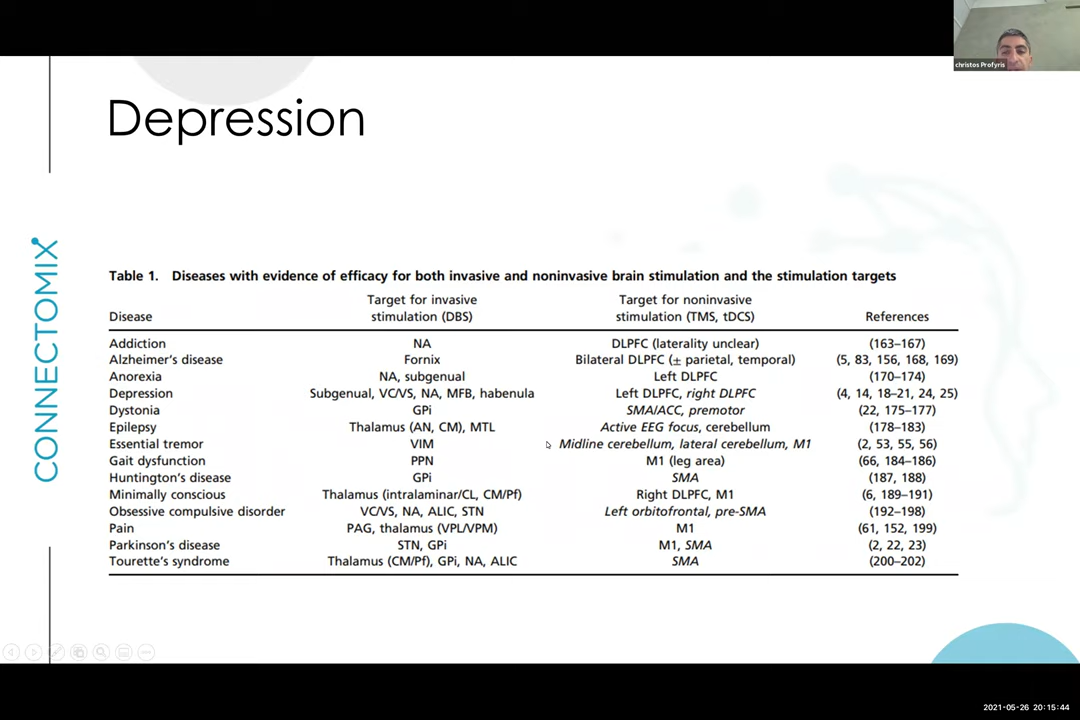 christos Profyris
Depression
CONNECTOMIX
Table 1. Diseases with evidence of efficacy for both invasive and noninvasive brain stimulation and the stimulation targets
Disease Target for invasive stimulation (DBS) Target for noninvasive stimulation (TMS, tDCS) References
Addiction NA DLPFC (laterality unclear) (163–167)
Alzheimer's disease Fornix Bilateral DLPFC (± parietal, temporal) (5, 83, 156, 168, 169)
Anorexia NA, subgenual Left DLPFC (170–174)
Depression Subgenual, VC/VS, NA, MFB, habenula Left DLPFC, right DLPFC (4, 14, 18–21, 24, 25)
Dystonia GPi SMA/ACC, premotor (22, 175–177)
Epilepsy Thalamus (AN, CM), MTL Active EEG focus, cerebellum (178–183)
Essential tremor VIM Midline cerebellum, lateral cerebellum, M1 (2, 53, 55, 56)
Gait dysfunction PPN M1 (leg area) (66, 184–186)
Huntington's disease GPi SMA (187, 188)
Minimally conscious Thalamus (intralaminar/CL, CM/Pf) Right DLPFC, M1 (6, 189–191)
Obsessive compulsive disorder VC/VS, NA, ALIC, STN Left orbitofrontal, pre-SMA (192–198)
Pain PAG, thalamus (VPL/VPM) M1 (61, 152, 199)
Parkinson's disease STN, GPi M1, SMA (2, 22, 23)
Tourette's syndrome Thalamus (CM/Pf), GPi, NA, ALIC SMA (200–202)
2021-05-26 20:15:44